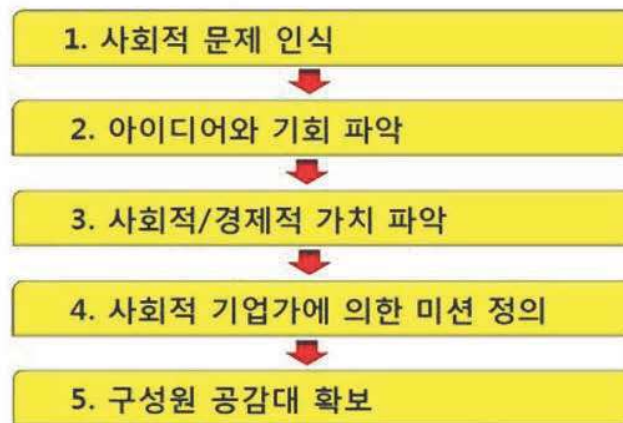 1. 사회적 문제 인식
2. 아이디어와 기회 파악
3. 사회적/경제적 가치 파악
4. 사회적 기업가에 의한 미션 정의
5. 구성원 공감대 확보